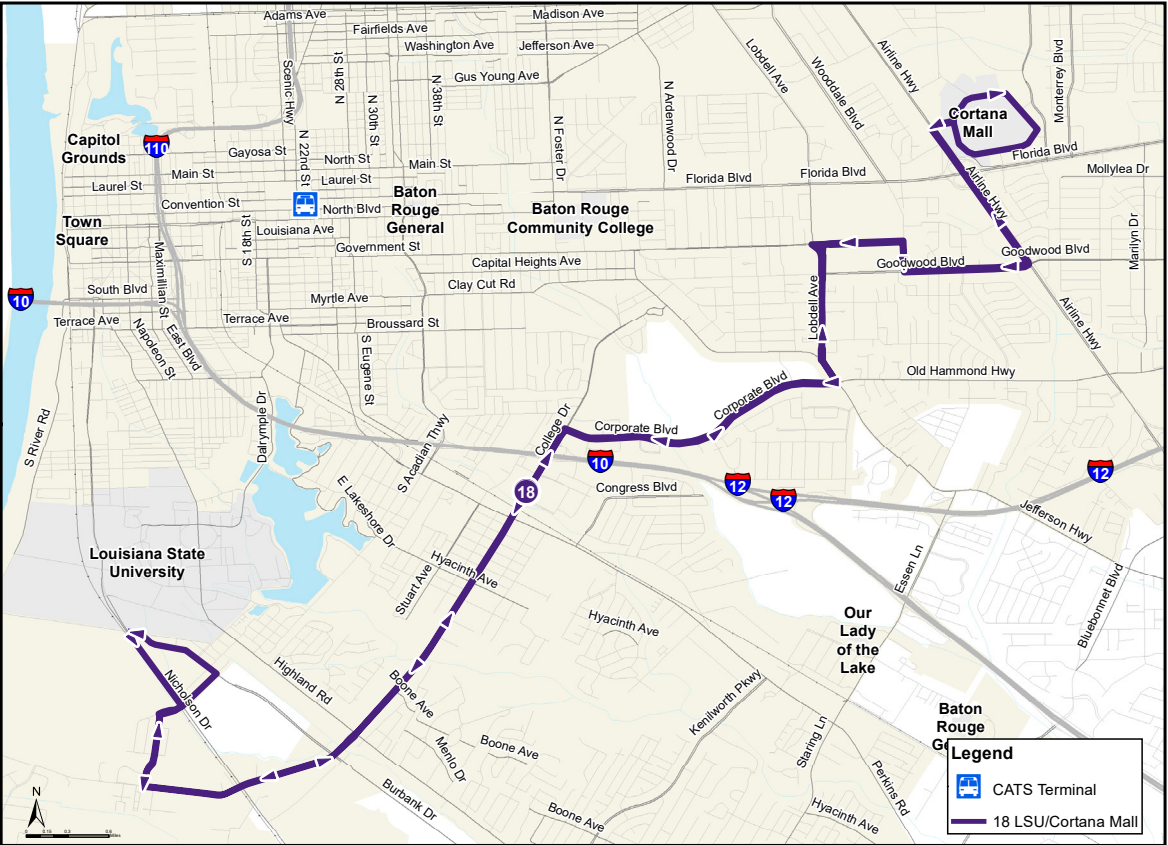 Adams Ave
Madison Ave
Fairfields Ave
Washington Ave
Jefferson Ave
Gus Young Ave
Scenic Hwy
N 28th St
N 30th St
N 38th St
N 22nd St
N Foster Dr
N Ardenwood Dr
Lobdell Ave
Wooddale Blvd
Airline Hwy
Monterrey Blvd
Cortana
Mall
Capitol
Grounds
110
Gayosa St
North St
Main St
Main St
Laurel St
Laurel St
Florida Blvd
Florida Blvd
Florida Blvd
Mollylea Dr
Convention St
North Blvd
Baton
Rouge
General
Baton Rouge
Community College
Town
Square
S 18th St
Louisiana Ave
Government St
Airline Hwy
Marilyn Dr
Maximillian St
Capital Heights Ave
Goodwood Blvd
Goodwood Blvd
Clay Cut Rd
10
South Blvd
Myrtle Ave
Terrace Ave
Terrace Ave
Broussard St
Napoleon St
East Blvd
S Eugene St
Lobdell Ave
Airline Hwy
Old Hammond Hwy
Corporate Blvd
Corporate Blvd
College Dr
S River Rd
Dalrymple Dr
S Acadian Thwy
10
12
12
12
18
Congress Blvd
E Lakeshore Dr
Jefferson Hwy
Louisiana State
University
Hyacinth Ave
Stuart Ave
Essen Ln
Bluebonnet Blvd
Hyacinth Ave
Our
Lady
of the
Lake
Highland Rd
Nicholson Dr
Boone Ave
Kenilworth Pkwy
Staring Ln
Baton
Rouge
Ge
Boone Ave
Menlo Dr
Burbank Dr
Perkins Rd
Boone Ave
Hyacinth Ave
Legend
CATS Terminal
18 LSU/Cortana Mall
N